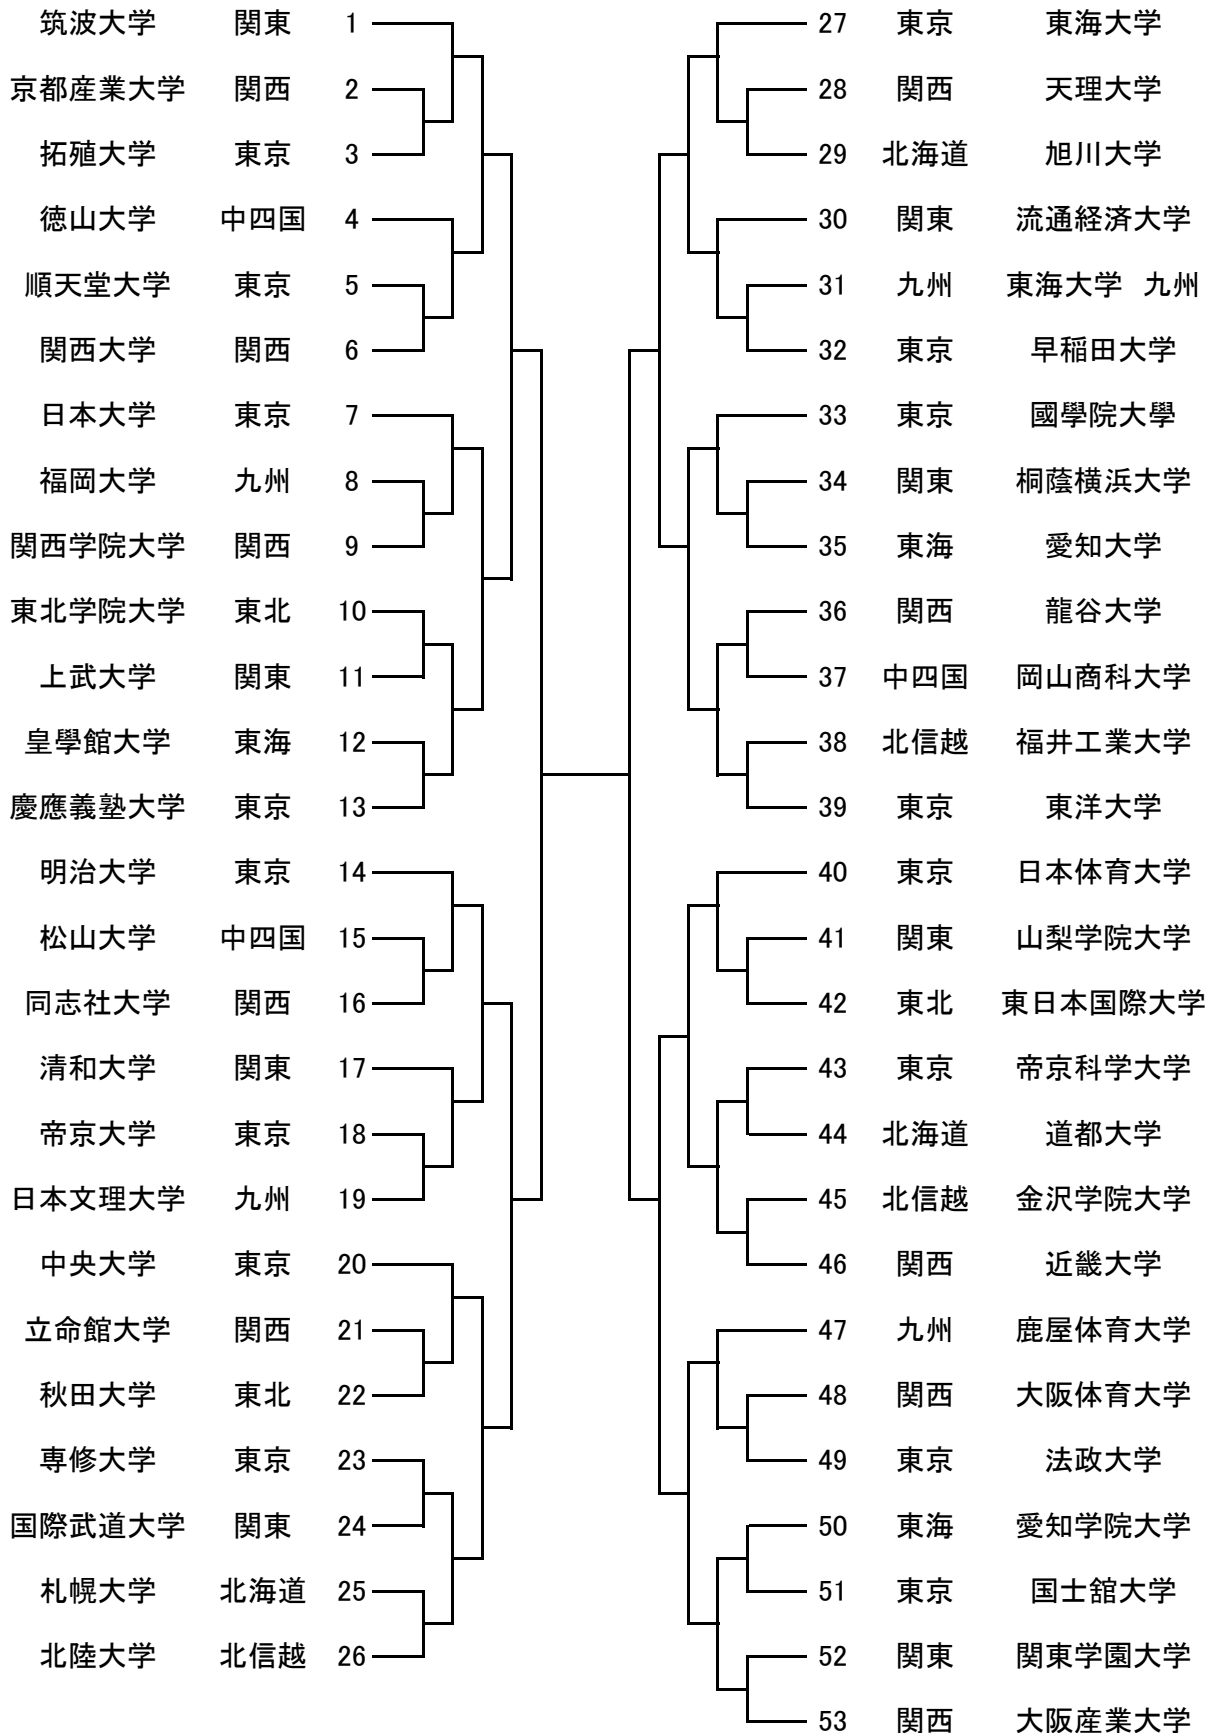 筑波大学 関東 1
京都産業大学 関西 2
拓殖大学 東京 3
徳山大学 中四国 4
順天堂大学 東京 5
関西大学 関西 6
日本大学 東京 7
福岡大学 九州 8
関西学院大学 関西 9
東北学院大学 東北 10
上武大学 関東 11
皇學館大学 東海 12
慶應義塾大学 東京 13
明治大学 東京 14
松山大学 中四国 15
同志社大学 関西 16
清和大学 関東 17
帝京大学 東京 18
日本文理大学 九州 19
中央大学 東京 20
立命館大学 関西 21
秋田大学 東北 22
専修大学 東京 23
国際武道大学 関東 24
札幌大学 北海道 25
北陸大学 北信越 26
27 東京 東海大学
28 関西 天理大学
29 北海道 旭川大学
30 関東 流通経済大学
31 九州 東海大学 九州
32 東京 早稲田大学
33 東京 國學院大學
34 関東 桐蔭横浜大学
35 東海 愛知大学
36 関西 龍谷大学
37 中四国 岡山商科大学
38 北信越 福井工業大学
39 東京 東洋大学
40 東京 日本体育大学
41 関東 山梨学院大学
42 東北 東日本国際大学
43 東京 帝京科学大学
44 北海道 道都大学
45 北信越 金沢学院大学
46 関西 近畿大学
47 九州 鹿屋体育大学
48 関西 大阪体育大学
49 東京 法政大学
50 東海 愛知学院大学
51 東京 国士舘大学
52 関東 関東学園大学
53 関西 大阪産業大学